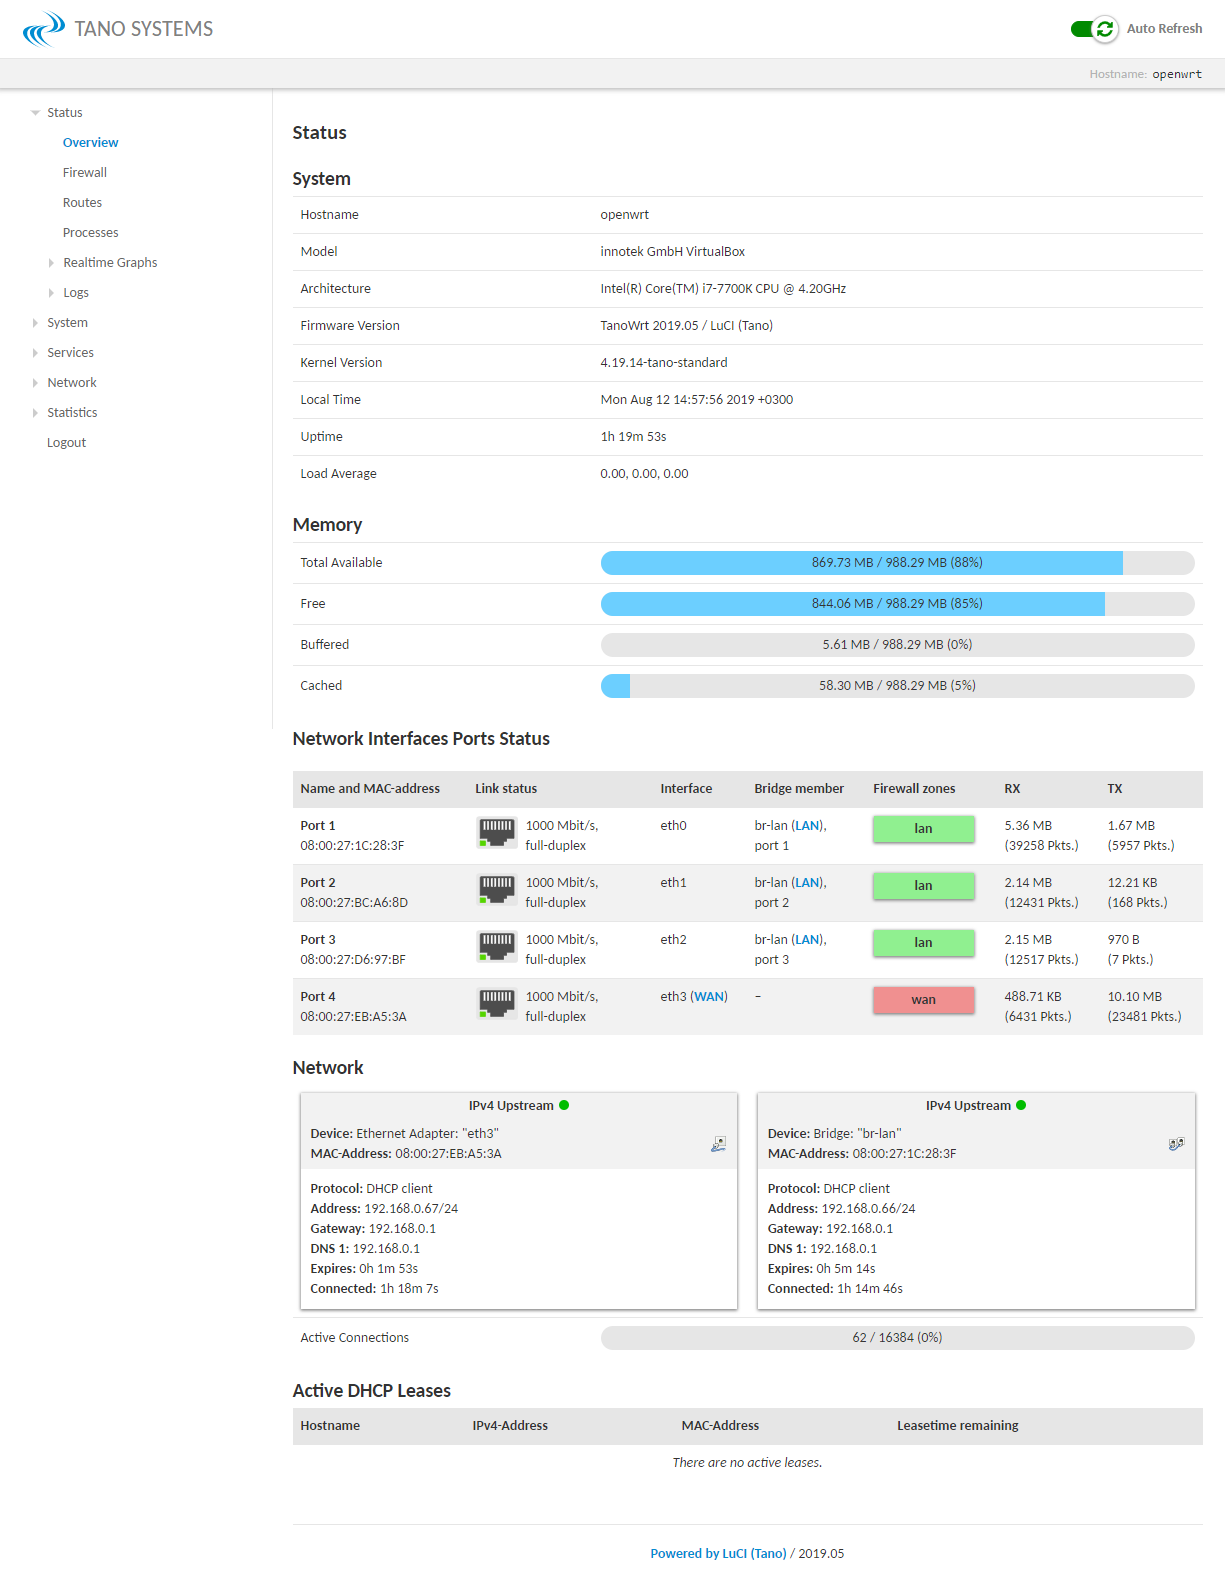 TANO SYSTEMS
Auto Refresh
Hostname: openwrt
Status
Overview
Firewall
Routes
Processes
Realtime Graphs
Logs
System
Services
Network
Statistics
Logout
Status
System
Hostname openwrt
Model innotek GmbH VirtualBox
Architecture Intel(R) Core(TM) i7-7700K CPU @ 4.20GHz
Firmware Version TanoWrt 2019.05 / LuCI (Tano)
Kernel Version 4.19.14-tano-standard
Local Time Mon Aug 12 14:57:56 2019 +0300
Uptime 1h 19m 53s
Load Average 0.00, 0.00, 0.00
Memory
Total Available 869.73 MB / 988.29 MB (88%)
Free 844.06 MB / 988.29 MB (85%)
Buffered 5.61 MB / 988.29 MB (0%)
Cached 58.30 MB / 988.29 MB (5%)
Network Interfaces Ports Status
Name and MAC-address Link status Interface Bridge member Firewall zones RX TX
Port 1 1000 Mbit/s, eth0 br-lan (LAN), lan 5.36 MB 1.67 MB
08:00:27:1C:28:3F full-duplex port 1 (39258 Pkts.) (5957 Pkts.)
Port 2 1000 Mbit/s, eth1 br-lan (LAN), lan 2.14 MB 12.21 KB
08:00:27:BC:A6:8D full-duplex port 2 (12431 Pkts.) (168 Pkts.)
Port 3 1000 Mbit/s, eth2 br-lan (LAN), lan 2.15 MB 970 B
08:00:27:D6:97:BF full-duplex port 3 (12517 Pkts.) (7 Pkts.)
Port 4 1000 Mbit/s, eth3 (WAN) – wan 488.71 KB 10.10 MB
08:00:27:EB:A5:3A full-duplex (6431 Pkts.) (23481 Pkts.)
Network
IPv4 Upstream
Device: Ethernet Adapter: "eth3"
MAC-Address: 08:00:27:EB:A5:3A
Protocol: DHCP client
Address: 192.168.0.67/24
Gateway: 192.168.0.1
DNS 1: 192.168.0.1
Expires: 0h 1m 53s
Connected: 1h 18m 7s
IPv4 Upstream
Device: Bridge: "br-lan"
MAC-Address: 08:00:27:1C:28:3F
Protocol: DHCP client
Address: 192.168.0.66/24
Gateway: 192.168.0.1
DNS 1: 192.168.0.1
Expires: 0h 5m 14s
Connected: 1h 14m 46s
Active Connections 62 / 16384 (0%)
Active DHCP Leases
Hostname IPv4-Address MAC-Address Leasetime remaining
There are no active leases.
Powered by LuCI (Tano) / 2019.05